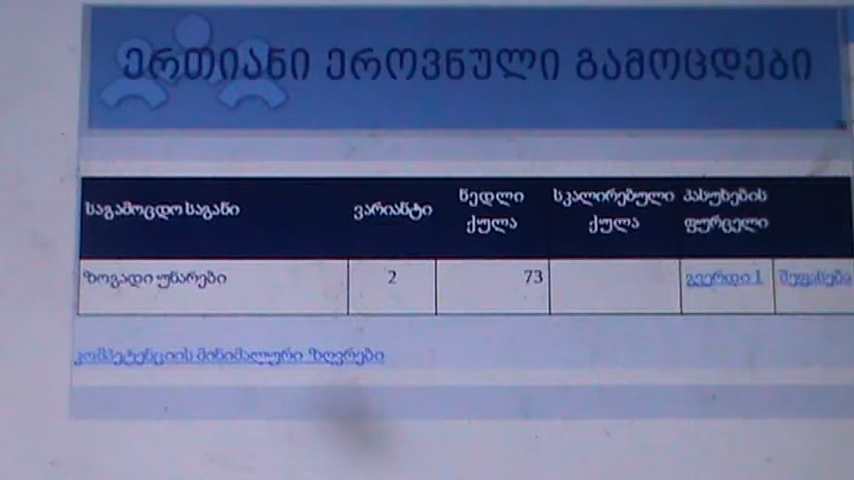 ერთიანი ეროვნული გამოცდები
საგამოცდო საგანი
ვარიანტი
ნედლი
ქულა
სკალირებული
ქულა
პასუხების
ფურცელი
ზოგადი უნარები
2
73
გვერდი 1
შეფასება
კომპეტენციის მინიმალური ზღვრები